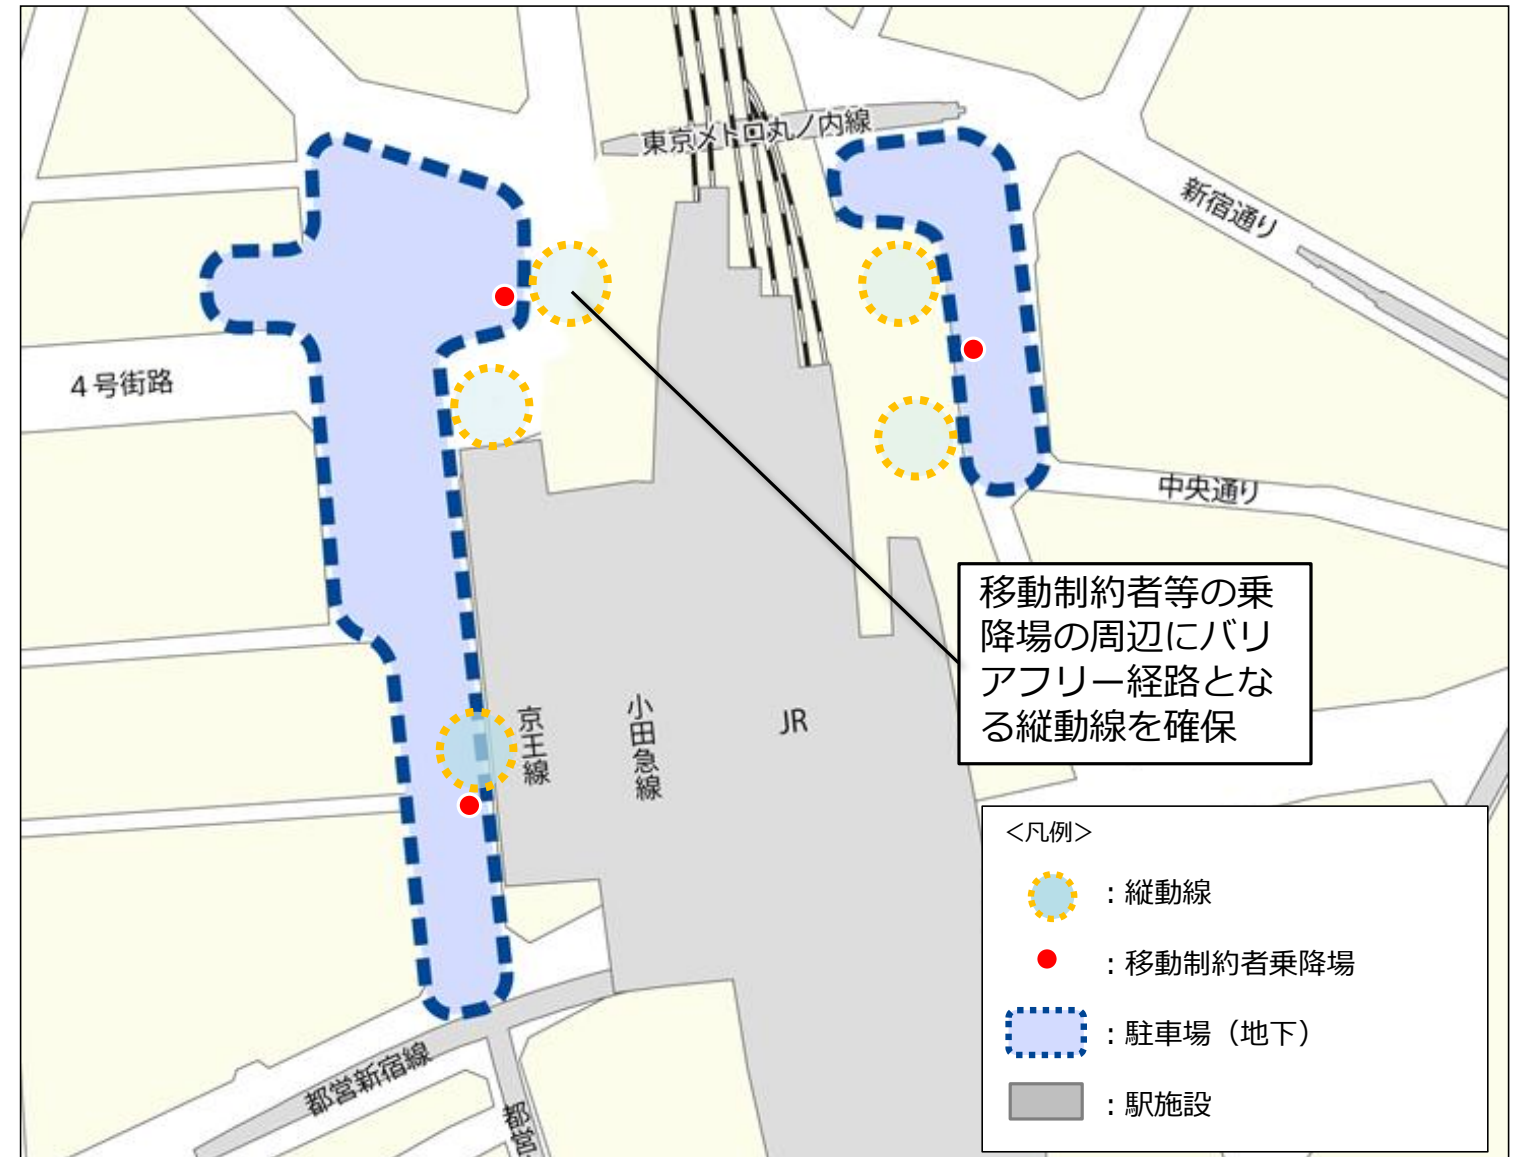 東京メトロ丸ノ内線
新宿通り
4号街路
中央通り
移動制約者等の乗
降場の周辺にバリ
アフリー経路とな
る縦動線を確保
京王線
小田急線
JR
<凡例>
：縦動線
：移動制約者乗降場
：駐車場（地下）
：駅施設
都営新宿線
都営